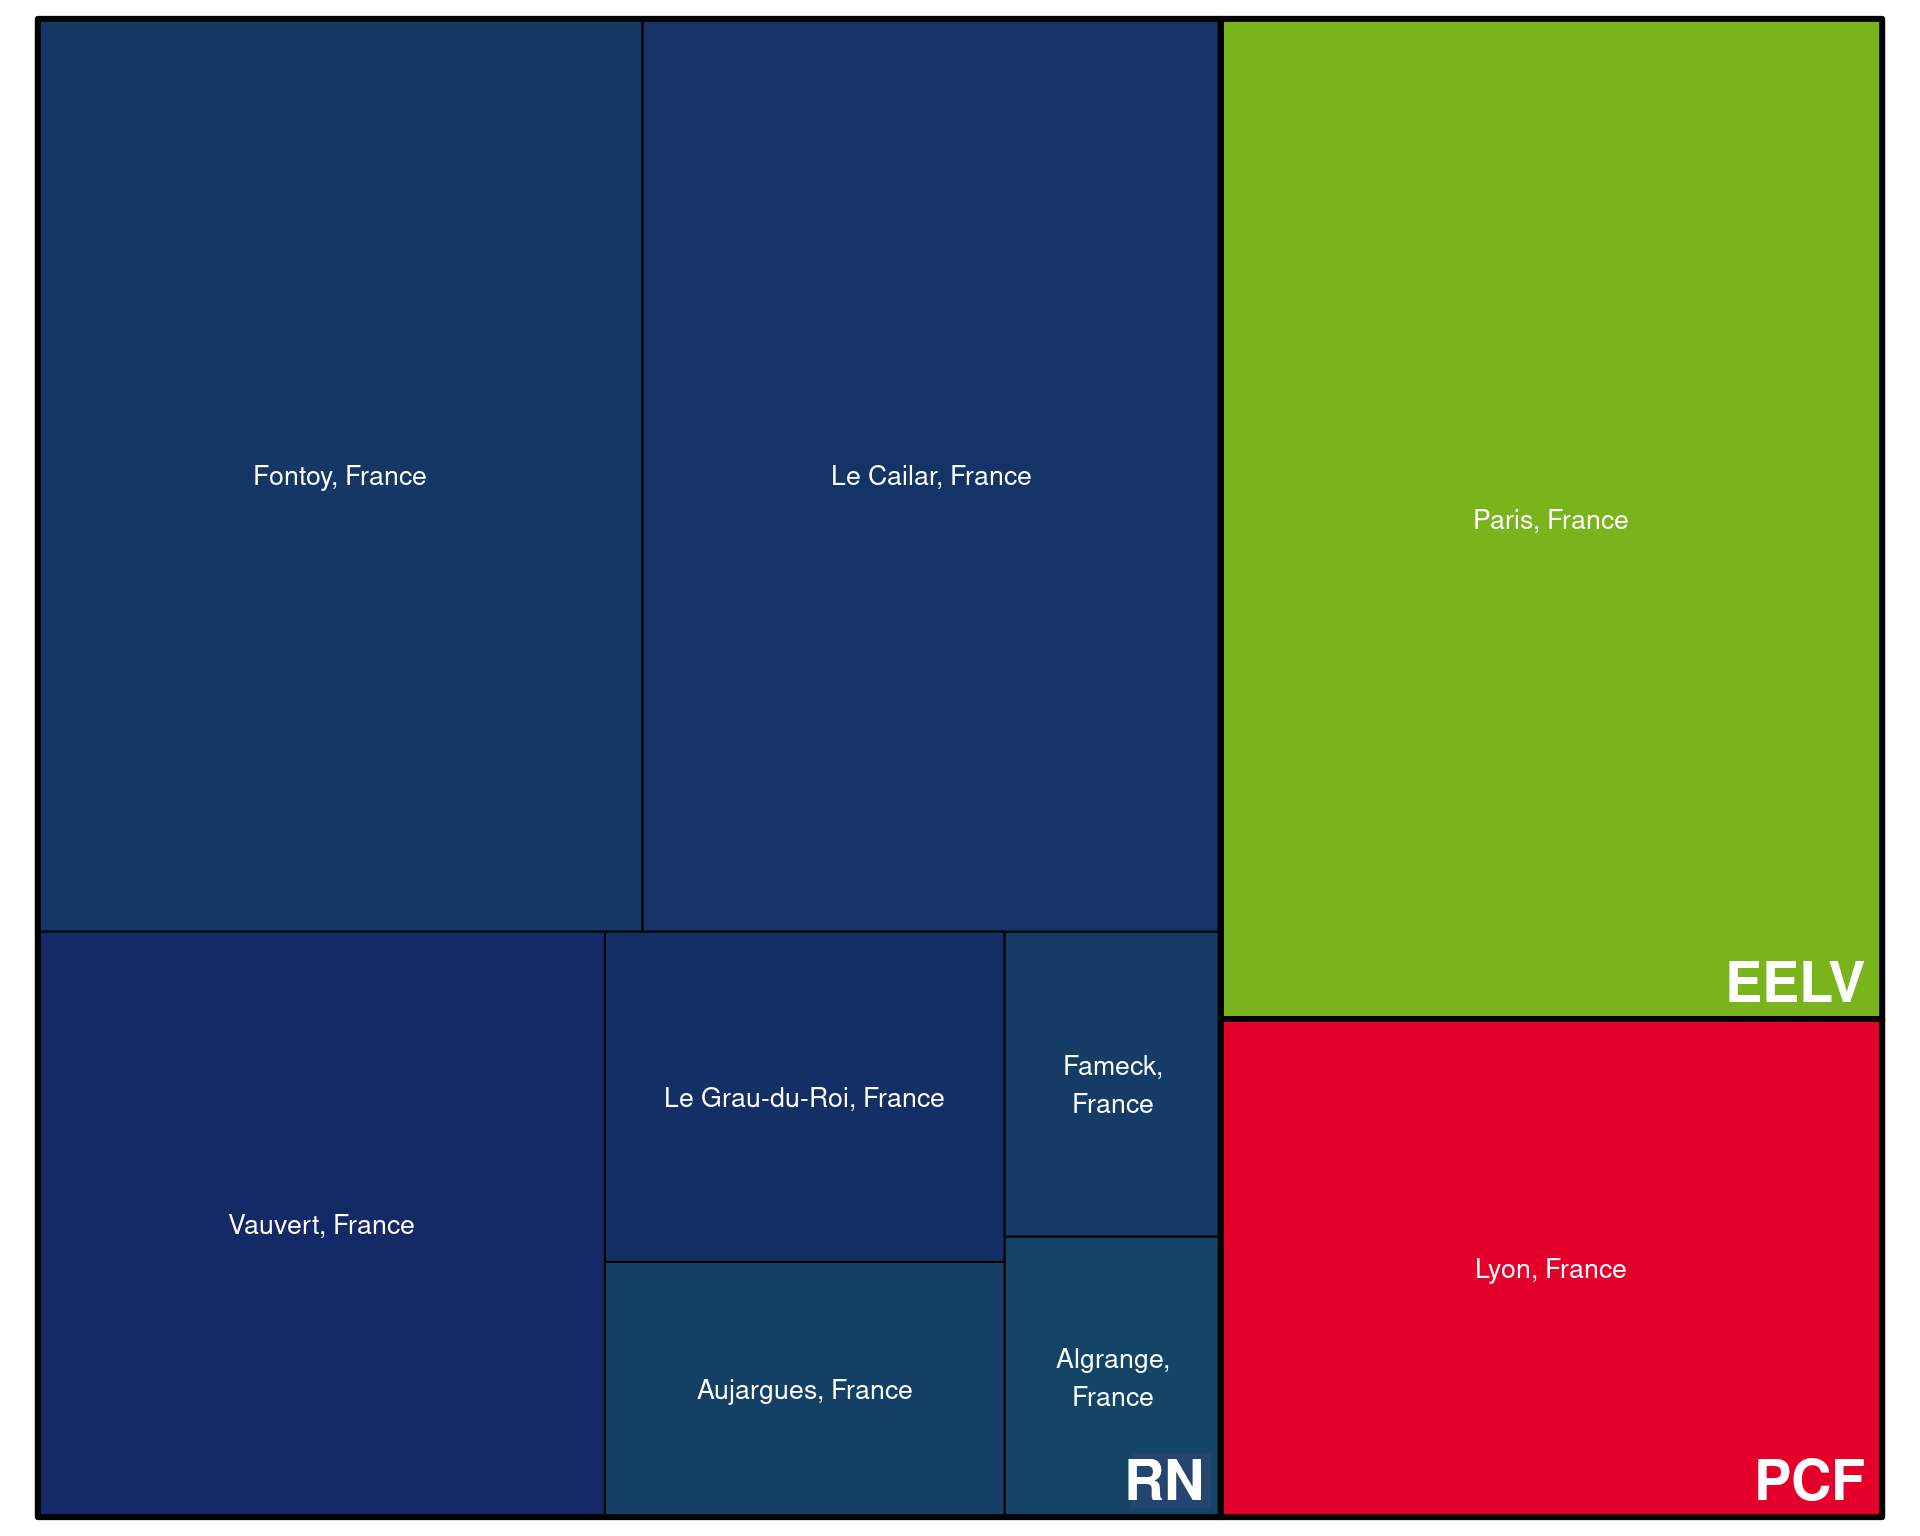 Fontoy, France
Le Cailar, France
Paris, France
EELV
Vauvert, France
Le Grau-du-Roi, France
Fameck,
France
Aujargues, France
Algrange,
France
RN
Lyon, France
PCF